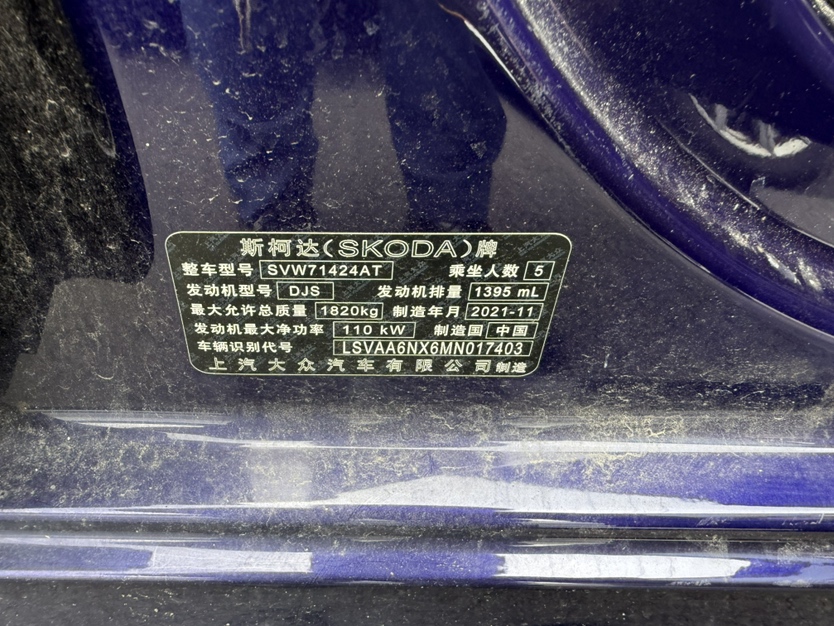 斯柯达(SKODA)牌
整车型号 SVW71424AT 乘坐人数 5
发动机型号 DJS 发动机排量 1395 mL
最大允许总质量 1820kg 制造年月 2021-11
发动机最大净功率 110 kW 制造国 中国
车辆识别代号 LSVAA6NX6MN017403
上汽大众汽车有限公司制造